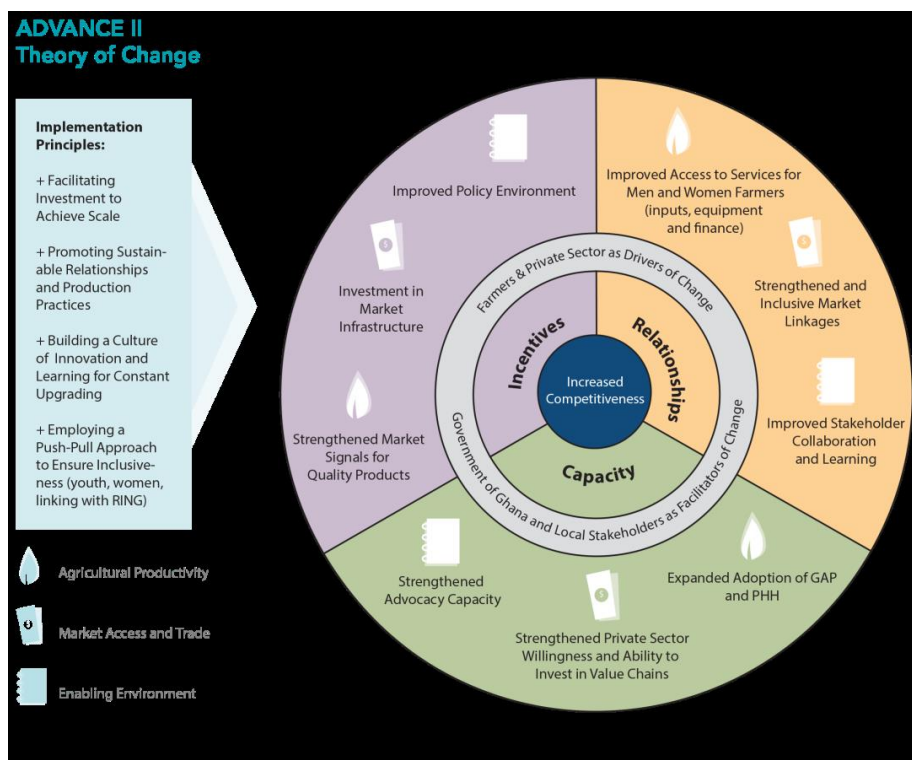 ADVANCE II
Theory of Change
Implementation
Principles:
+ Facilitating
Investment to
Achieve Scale
+ Promoting Sustain-
able Relationships
and Production
Practices
+ Building a Culture
of Innovation and
Learning for Constant
Upgrading
+ Employing a
Push-Pull Approach
to Ensure Inclusive-
ness (youth, women,
linking with RING)
Agricultural Productivity
$
Market Access and Trade
Enabling Environment
Improved Policy Environment
$
Investment in
Market
Infrastructure
Strengthened Market
Signals for
Quality Products
Improved Access to Services for
Men and Women Farmers
(inputs, equipment
and finance)
$
Strengthened and
Inclusive Market
Linkages
Improved Stakeholder
Collaboration
and Learning
Farmers & Private Sector as Drivers of Change
Incentives
Relationships
Increased
Competitiveness
Capacity
Government of Ghana and Local Stakeholders as Facilitators of Change
Strengthened
Advocacy Capacity
$
Strengthened Private Sector
Willingness and Ability to
Invest in Value Chains
Expanded Adoption of GAP
and PHH